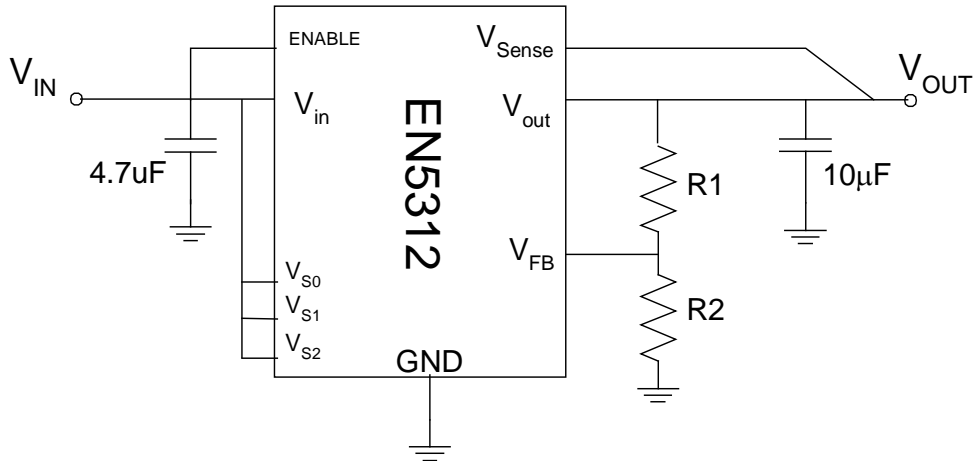 ENABLE
V_Sense
V_IN
V_in
V_out
V_OUT
EN5312
4.7uF
R1
10µF
V_FB
V_S0
V_S1
R2
V_S2
GND